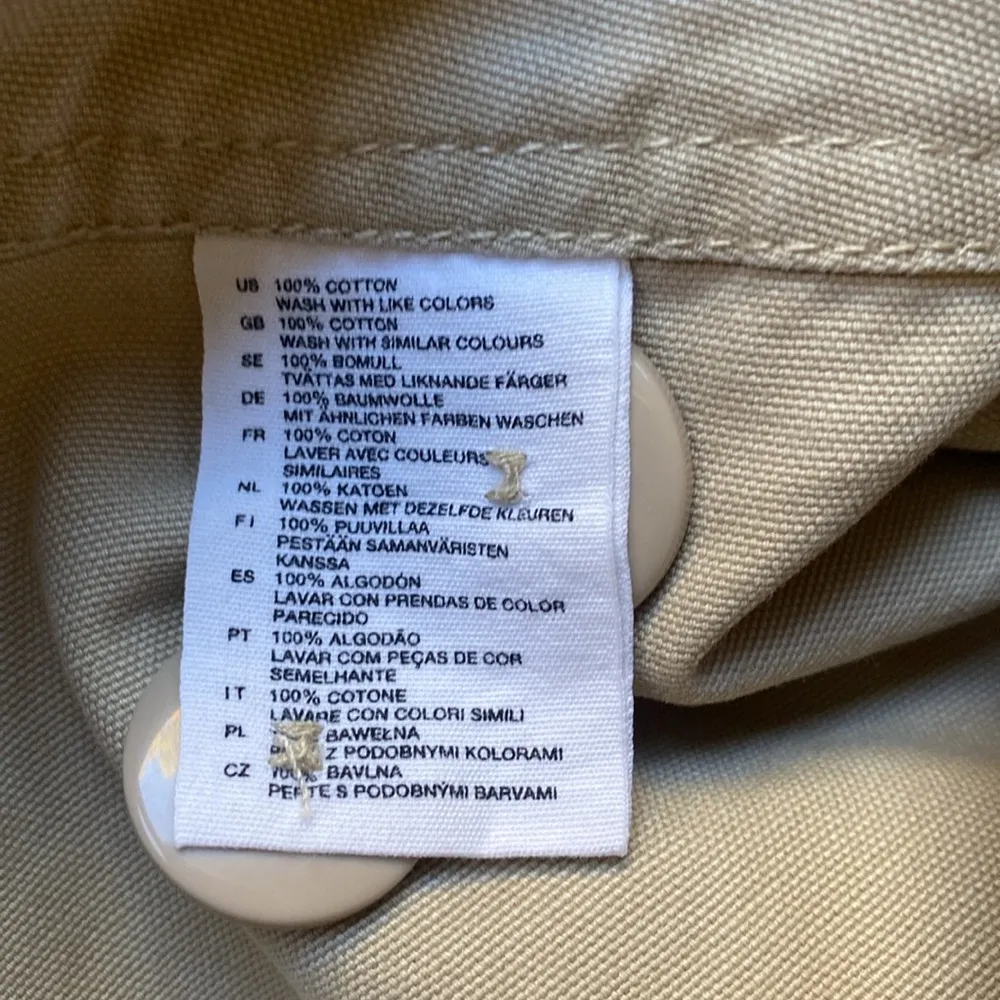 US 100% COTTON
WASH WITH LIKE COLORS
GB 100% COTTON
WASH WITH SIMILAR COLOURS
SE 100% BOMULL
TVÄTTAS MED LIKNANDE FÄRGER
DE 100% BAUMWOLLE
MIT ÄHNLICHEN FARBEN WASCHEN
FR 100% COTON
LAVER AVEC COULEURS
SIMILAIRES
NL 100% KATOEN
WASSEN MET DEZELFDE KLEUREN
FI 100% PUUVILLAA
PESTÄÄN SAMANVÄRISTEN
KANSSA
ES 100% ALGODÓN
LAVAR CON PRENDAS DE COLOR
PARECIDO
PT 100% ALGODÃO
LAVAR COM PEÇAS DE COR
SEMELHANTE
IT 100% COTONE
LAVARE CON COLORI SIMILI
PL BAWEŁNA
Z PODOBNYMI KOLORAMI
CZ 100% BAVLNA
PERTE S PODOBNÝMI BARVAMI